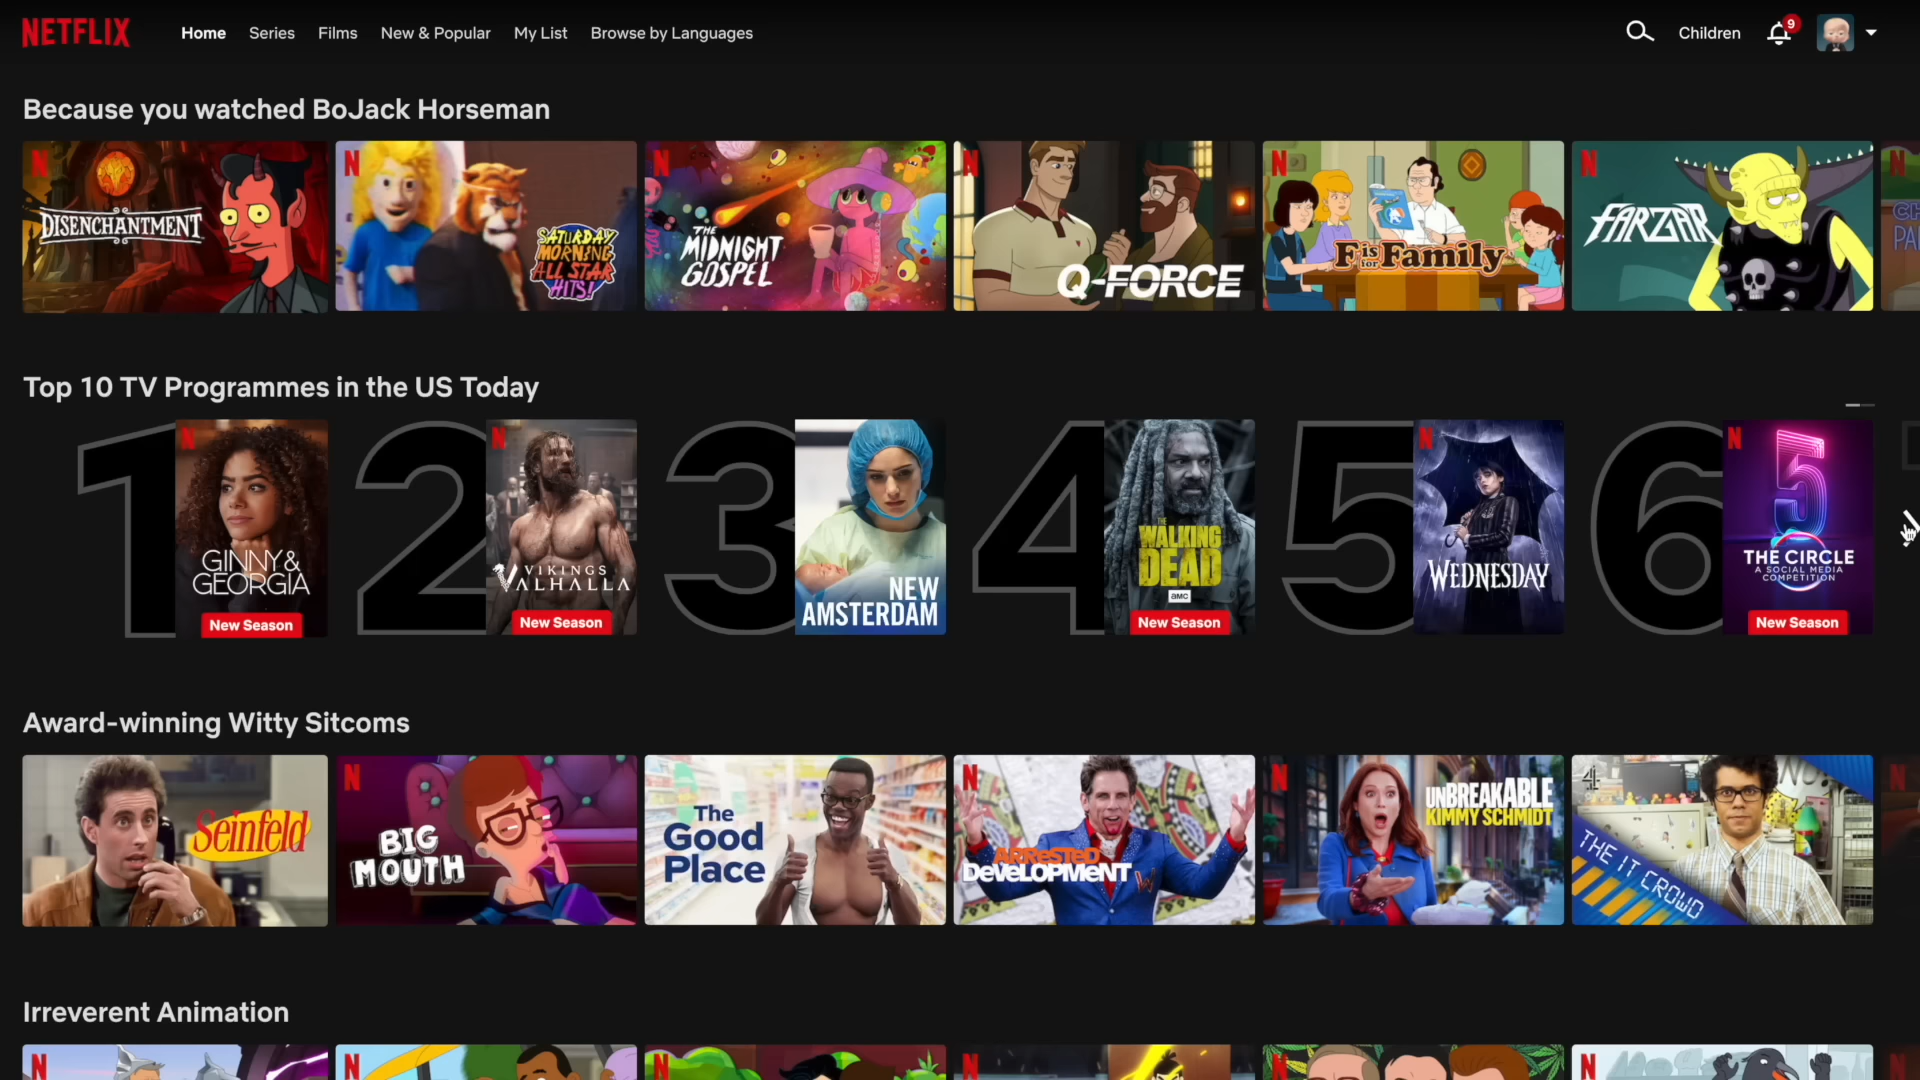 NETFLIX
Home
Series
Films
New & Popular
My List
Browse by Languages
Children
9
Because you watched BoJack Horseman
N
DISENCHANTMENT
N
SATURDAY
MORNING
ALL STAR
HITS!
N
THE
MIDNIGHT
GOSPEL
N
Q-FORCE
N
F is for Family
N
FARZAR
N
Top 10 TV Programmes in the US Today
1
N
GINNY &
GEORGIA
New Season
2
N
VIKINGS
VALHALLA
New Season
3
NEW
AMSTERDAM
4
THE
WALKING
DEAD
amc
New Season
5
N
WEDNESDAY
6
N
5
THE CIRCLE
A SOCIAL MEDIA
COMPETITION
New Season
Award-winning Witty Sitcoms
Seinfeld
N
BIG
MOUTH
The
Good
Place
N
ARReSTeD
DeVeLOPMeNT
N
UNBREAKABLE
KIMMY SCHMIDT
4
THE IT CROWD
N
Irreverent Animation
N
N
N
N
N
N
N